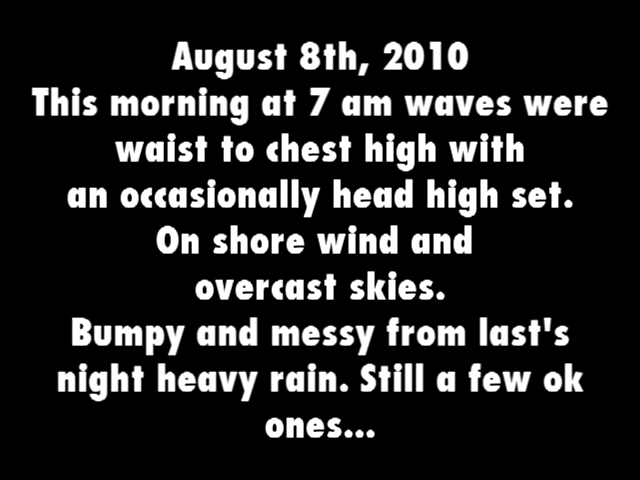 August 8th, 2010
This morning at 7 am waves were
waist to chest high with
an occasionally head high set.
On shore wind and
overcast skies.
Bumpy and messy from last's
night heavy rain. Still a few ok
ones...